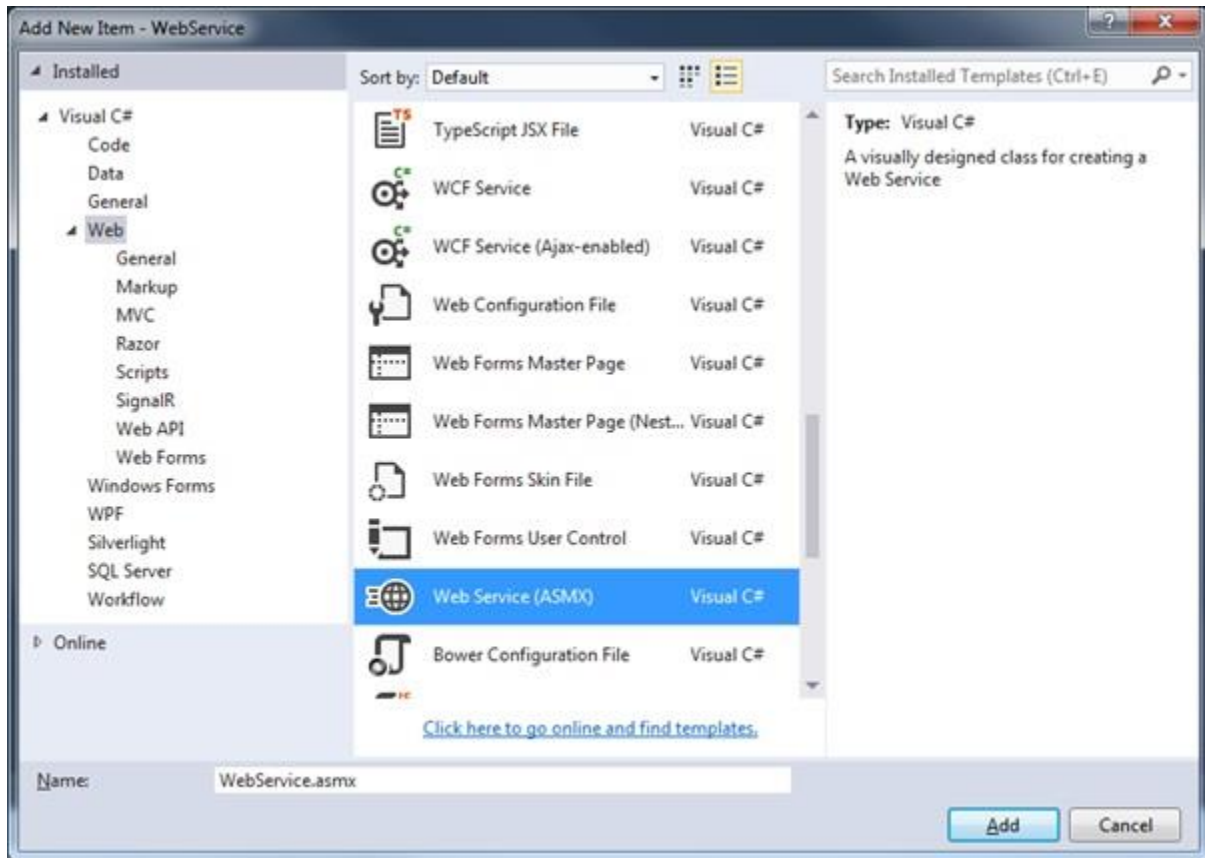 Add New Item - WebService
?
Installed
Visual C#
Code
Data
General
Web
General
Markup
MVC
Razor
Scripts
SignalR
Web API
Web Forms
Windows Forms
WPF
Silverlight
SQL Server
Workflow
Online
Sort by: Default
TS
TypeScript JSX File Visual C#
C#
WCF Service Visual C#
C#
WCF Service (Ajax-enabled) Visual C#
Web Configuration File Visual C#
Web Forms Master Page Visual C#
Web Forms Master Page (Nest... Visual C#
Web Forms Skin File Visual C#
Web Forms User Control Visual C#
Web Service (ASMX) Visual C#
Bower Configuration File Visual C#
Click here to go online and find templates.
Search Installed Templates (Ctrl+E)
Type: Visual C#
A visually designed class for creating a
Web Service
Name: WebService.asmx
Add Cancel